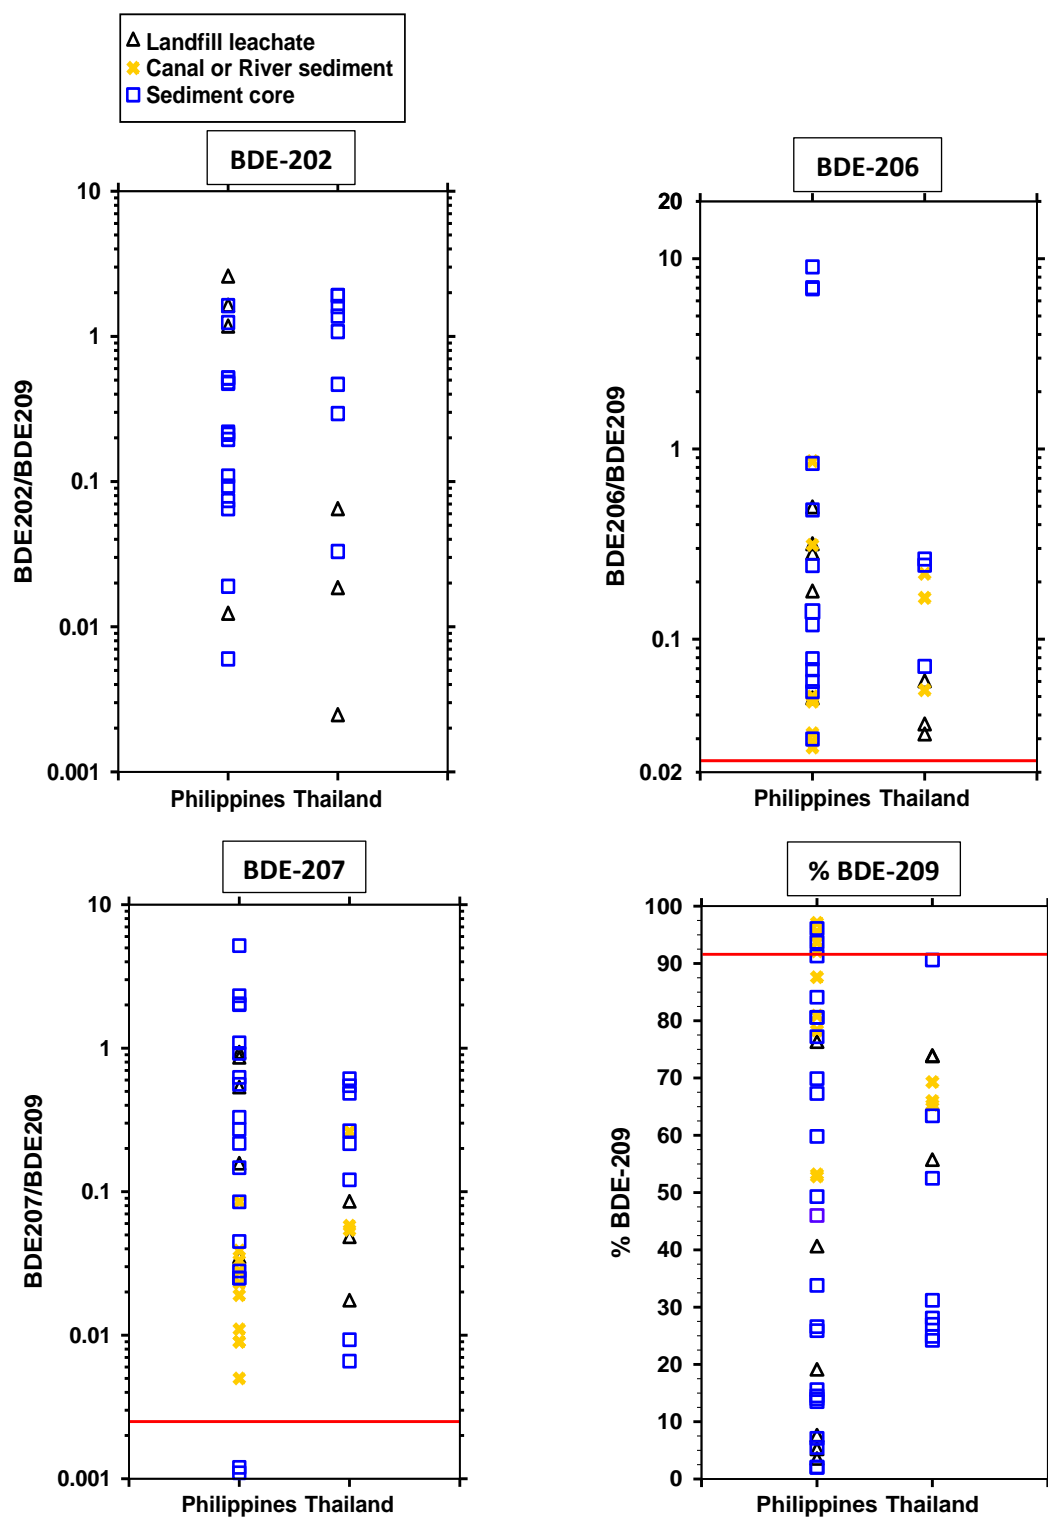 Landfill leachate
Canal or River sediment
Sediment core
BDE-202
10
1
0.1
0.01
0.001
BDE202/BDE209
Philippines Thailand
BDE-206
20
10
1
0.1
0.02
BDE206/BDE209
Philippines Thailand
BDE-207
10
1
0.1
0.01
0.001
BDE207/BDE209
Philippines Thailand
% BDE-209
100
90
80
70
60
50
40
30
20
10
0
% BDE-209
Philippines Thailand